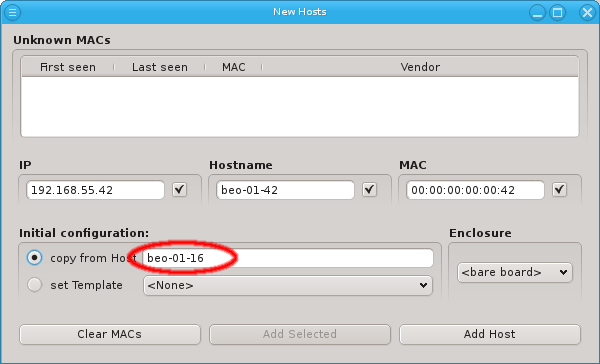 New Hosts
Unknown MACs
First seen Last seen MAC Vendor
IP Hostname MAC
192.168.55.42 beo-01-42 00:00:00:00:00:42
Initial configuration: Enclosure
copy from Host beo-01-16
<bare board>
set Template <None>
Clear MACs Add Selected Add Host